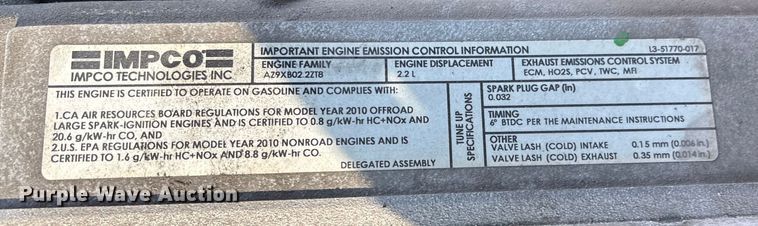 IMPCO
IMPCO TECHNOLOGIES INC
IMPORTANT ENGINE EMISSION CONTROL INFORMATION
L3-51770-017
ENGINE FAMILY
AZ9XB02.2ZTB
ENGINE DISPLACEMENT
2.2 L
EXHAUST EMISSIONS CONTROL SYSTEM
ECM, HO2S, PCV, TWC, MFI
THIS ENGINE IS CERTIFIED TO OPERATE ON GASOLINE AND COMPLIES WITH:
1.CA AIR RESOURCES BOARD REGULATIONS FOR MODEL YEAR 2010 OFFROAD
LARGE SPARK-IGNITION ENGINES AND IS CERTIFIED TO 0.8 g/kW-hr HC+NOx AND
20.6 g/kW-hr CO, AND
2.U.S. EPA REGULATIONS FOR MODEL YEAR 2010 NONROAD ENGINES AND IS
CERTIFIED TO 1.6 g/kW-hr HC+NOx AND 8.8 g/kW-hr CO.
DELEGATED ASSEMBLY
TUNE UP
SPECIFICATIONS
SPARK PLUG GAP (in)
0.032
TIMING
6° BTDC PER THE MAINTENANCE INSTRUCTIONS
OTHER
VALVE LASH (COLD) INTAKE 0.15 mm (0.006 in.)
VALVE LASH (COLD) EXHAUST 0.35 mm (0.014 in.)
Purple Wave Auction